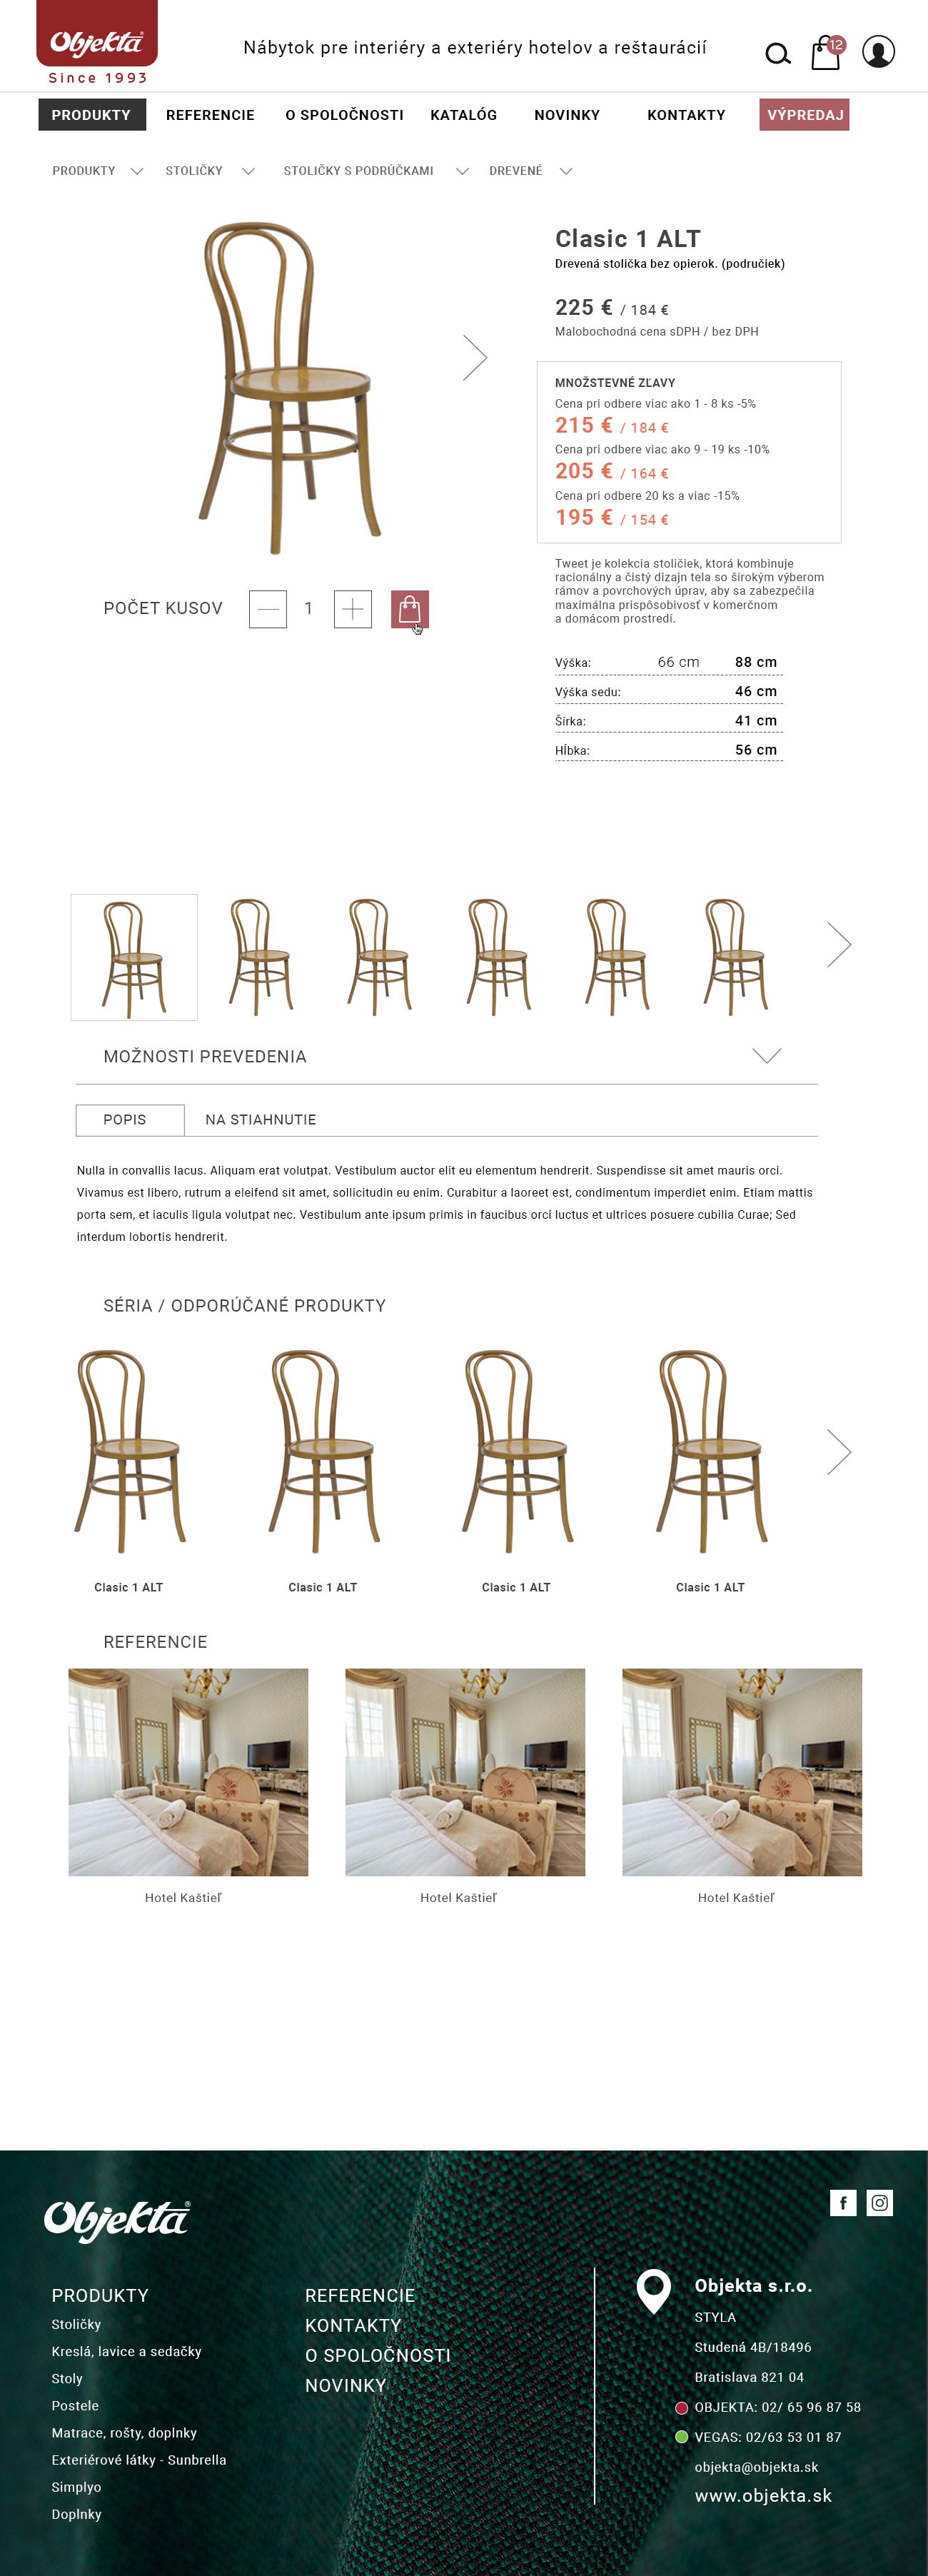 Objekta
Since 1993
Nábytok pre interiéry a exteriéry hotelov a reštaurácií
12
PRODUKTY REFERENCIE O SPOLOČNOSTI KATALÓG NOVINKY KONTAKTY VÝPREDAJ
PRODUKTY STOLIČKY STOLIČKY S PODRÚČKAMI DREVENÉ
Clasic 1 ALT
Drevená stolička bez opierok. (područiek)
225 € / 184 €
Malobochodná cena sDPH / bez DPH
MNOŽSTEVNÉ ZĽAVY
Cena pri odbere viac ako 1 - 8 ks -5%
215 € / 184 €
Cena pri odbere viac ako 9 - 19 ks -10%
205 € / 164 €
Cena pri odbere 20 ks a viac -15%
195 € / 154 €
Tweet je kolekcia stoličiek, ktorá kombinuje
racionálny a čistý dizajn tela so širokým výberom
rámov a povrchových úprav, aby sa zabezpečila
maximálna prispôsobivosť v komerčnom
a domácom prostredí.
POČET KUSOV 1
Výška: 66 cm 88 cm
Výška sedu: 46 cm
Šírka: 41 cm
Hĺbka: 56 cm
MOŽNOSTI PREVEDENIA
POPIS NA STIAHNUTIE
Nulla in convallis lacus. Aliquam erat volutpat. Vestibulum auctor elit eu elementum hendrerit. Suspendisse sit amet mauris orci.
Vivamus est libero, rutrum a eleifend sit amet, sollicitudin eu enim. Curabitur a laoreet est, condimentum imperdiet enim. Etiam mattis
porta sem, et iaculis ligula volutpat nec. Vestibulum ante ipsum primis in faucibus orci luctus et ultrices posuere cubilia Curae; Sed
interdum lobortis hendrerit.
SÉRIA / ODPORÚČANÉ PRODUKTY
Clasic 1 ALT Clasic 1 ALT Clasic 1 ALT Clasic 1 ALT
REFERENCIE
Hotel Kaštieľ Hotel Kaštieľ Hotel Kaštieľ
Objekta®
PRODUKTY
Stoličky
Kreslá, lavice a sedačky
Stoly
Postele
Matrace, rošty, doplnky
Exteriérové látky - Sunbrella
Simplyo
Doplnky
REFERENCIE
KONTAKTY
O SPOLOČNOSTI
NOVINKY
Objekta s.r.o.
STYLA
Studená 4B/18496
Bratislava 821 04
OBJEKTA: 02/ 65 96 87 58
VEGAS: 02/63 53 01 87
objekta@objekta.sk
www.objekta.sk